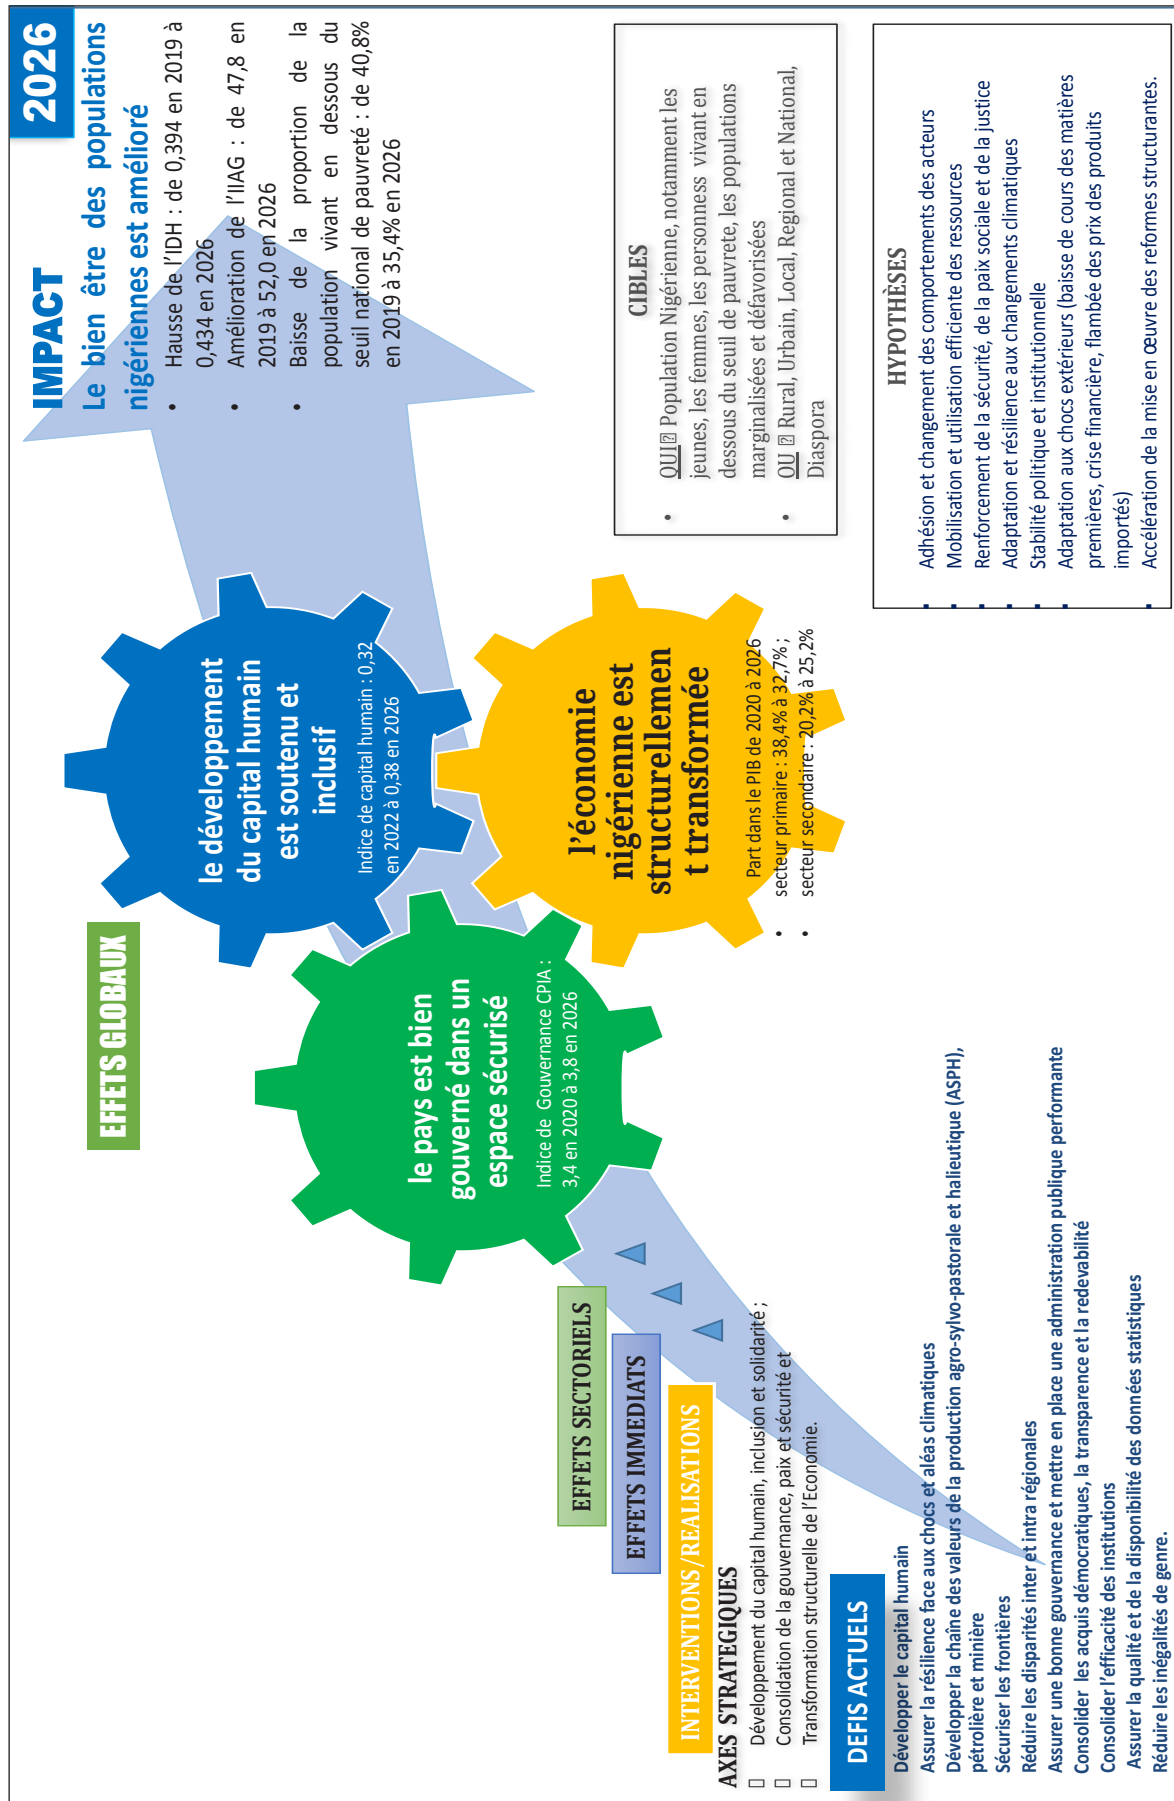 IMPACT
2026
Le bien être des populations
nigériennes est amélioré
• Hausse de l'IDH : de 0,394 en 2019 à
0,434 en 2026
• Amélioration de l'IIAG : de 47,8 en
2019 à 52,0 en 2026
• Baisse de la proportion de la
population vivant en dessous du
seuil national de pauvreté : de 40,8%
en 2019 à 35,4% en 2026
EFFETS GLOBAUX
le développement
du capital humain
est soutenu et
inclusif
Indice de capital humain : 0,32
en 2022 à 0,38 en 2026
le pays est bien
gouverné dans un
espace sécurisé
Indice de Gouvernance CPIA :
3,4 en 2020 à 3,8 en 2026
l'économie
nigérienne est
structurellemen
t transformée
Part dans le PIB de 2020 à 2026
• secteur primaire : 38,4% à 32,7% ;
• secteur secondaire : 20,2% à 25,2%
CIBLES
• QUI Population Nigérienne, notamment les
jeunes, les femmes, les personness vivant en
dessous du seuil de pauvrete, les populations
marginalisées et défavorisées
• OU Rural, Urbain, Local, Regional et National,
Diaspora
EFFETS SECTORIELS
EFFETS IMMEDIATS
INTERVENTIONS/REALISATIONS
AXES STRATEGIQUES
Développement du capital humain, inclusion et solidarité ;
Consolidation de la gouvernance, paix et sécurité et
Transformation structurelle de l'Economie.
DEFIS ACTUELS
Développer le capital humain
Assurer la résilience face aux chocs et aléas climatiques
Développer la chaîne des valeurs de la production agro-sylvo-pastorale et halieutique (ASPH),
pétrolière et minière
Sécuriser les frontières
Réduire les disparités inter et intra régionales
Assurer une bonne gouvernance et mettre en place une administration publique performante
Consolider les acquis démocratiques, la transparence et la redevabilité
Consolider l'efficacité des institutions
Assurer la qualité et de la disponibilité des données statistiques
Réduire les inégalités de genre.
HYPOTHÈSES
▪ Adhésion et changement des comportements des acteurs
▪ Mobilisation et utilisation efficiente des ressources
▪ Renforcement de la sécurité, de la paix sociale et de la justice
▪ Adaptation et résilience aux changements climatiques
▪ Stabilité politique et institutionnelle
▪ Adaptation aux chocs extérieurs (baisse de cours des matières
premières, crise financière, flambée des prix des produits
importés)
▪ Accélération de la mise en œuvre des reformes structurantes.